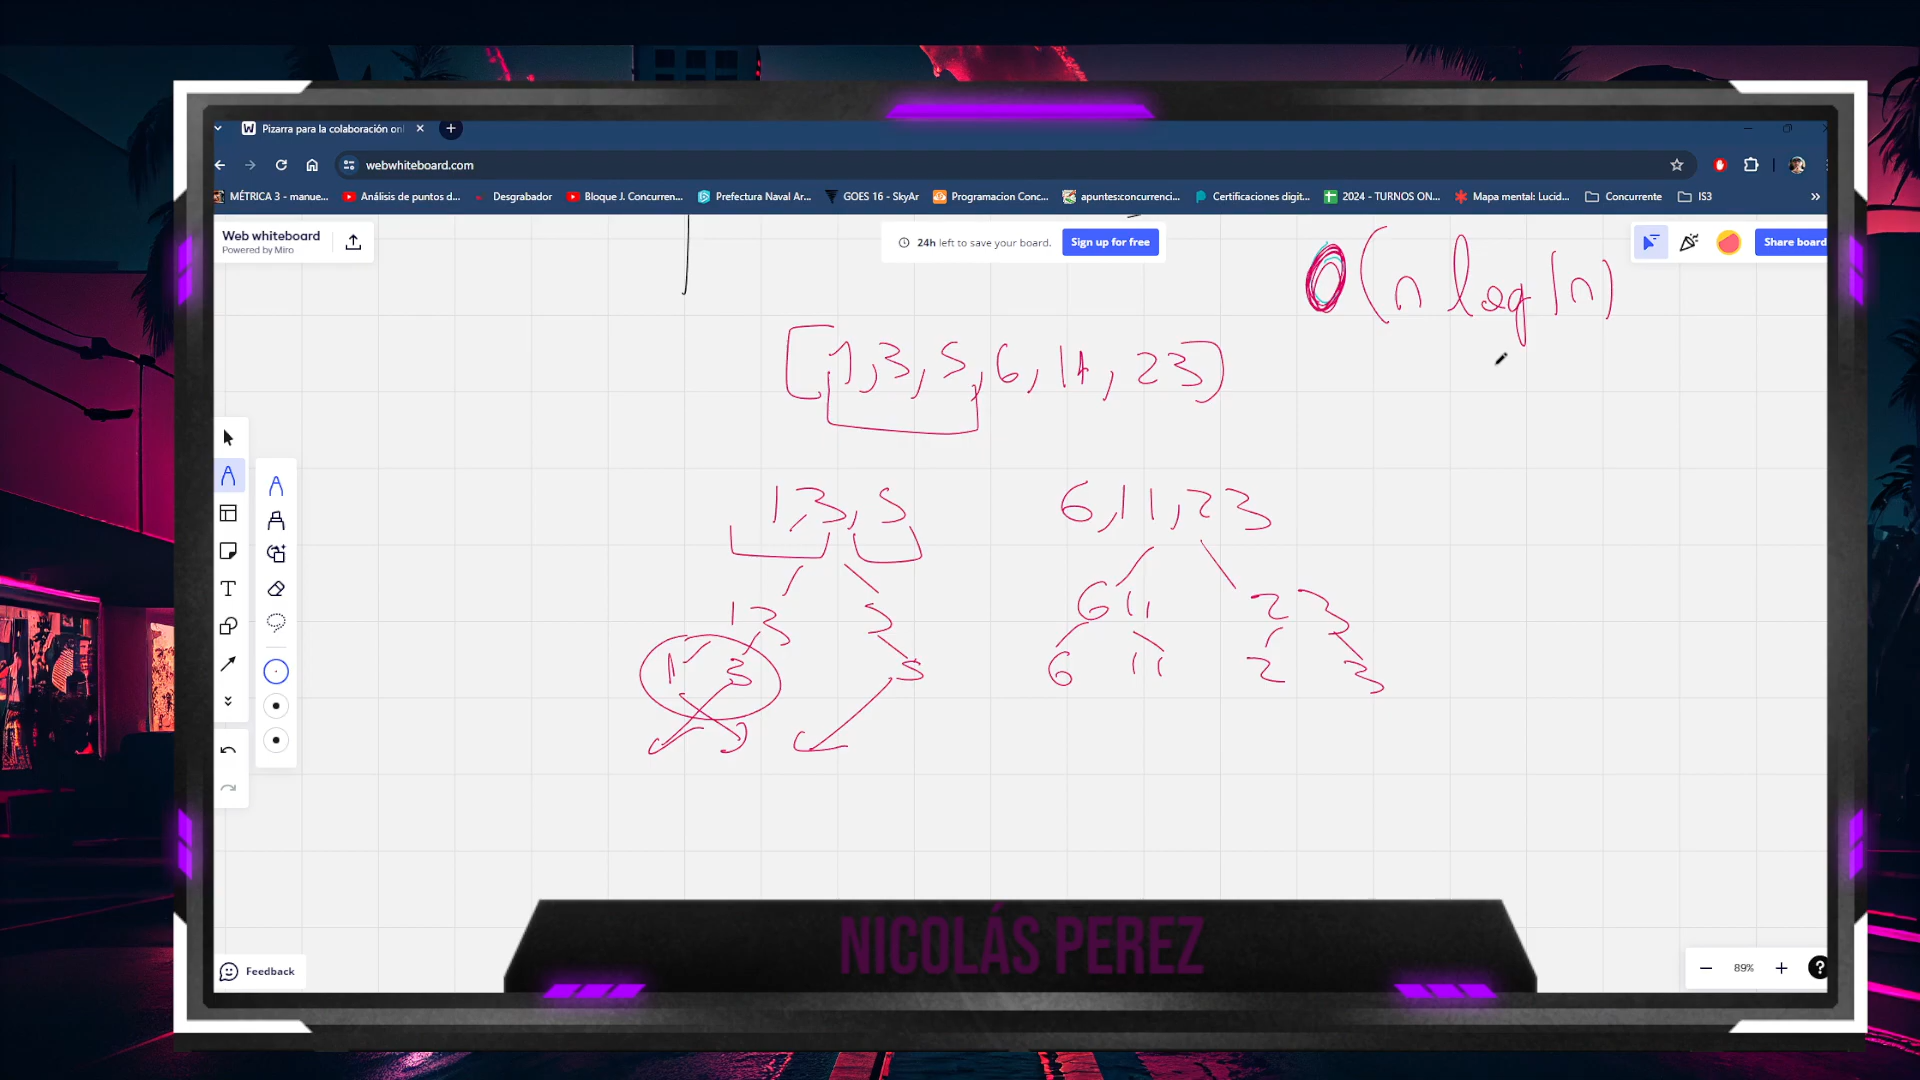 Pizarra para la colaboración onl
webwhiteboard.com
MÉTRICA 3 - manue...
Análisis de puntos d...
Desgrabador
Bloque J. Concurren...
Prefectura Naval Ar...
GOES 16 - SkyAr
Programacion Conc...
apuntes:concurrenci...
Certificaciones digit...
2024 - TURNOS ON...
Mapa mental: Lucid...
Concurrente
IS3
Web whiteboard
Powered by Miro
24h left to save your board.
Sign up for free
Share board
O(n log n)
[1,3,5,6,11,23]
1,3,5 6,11,23
1 3 5 6 11 2 3
1 3 5 6 11 2 3
NICOLÁS PEREZ
Feedback
89%